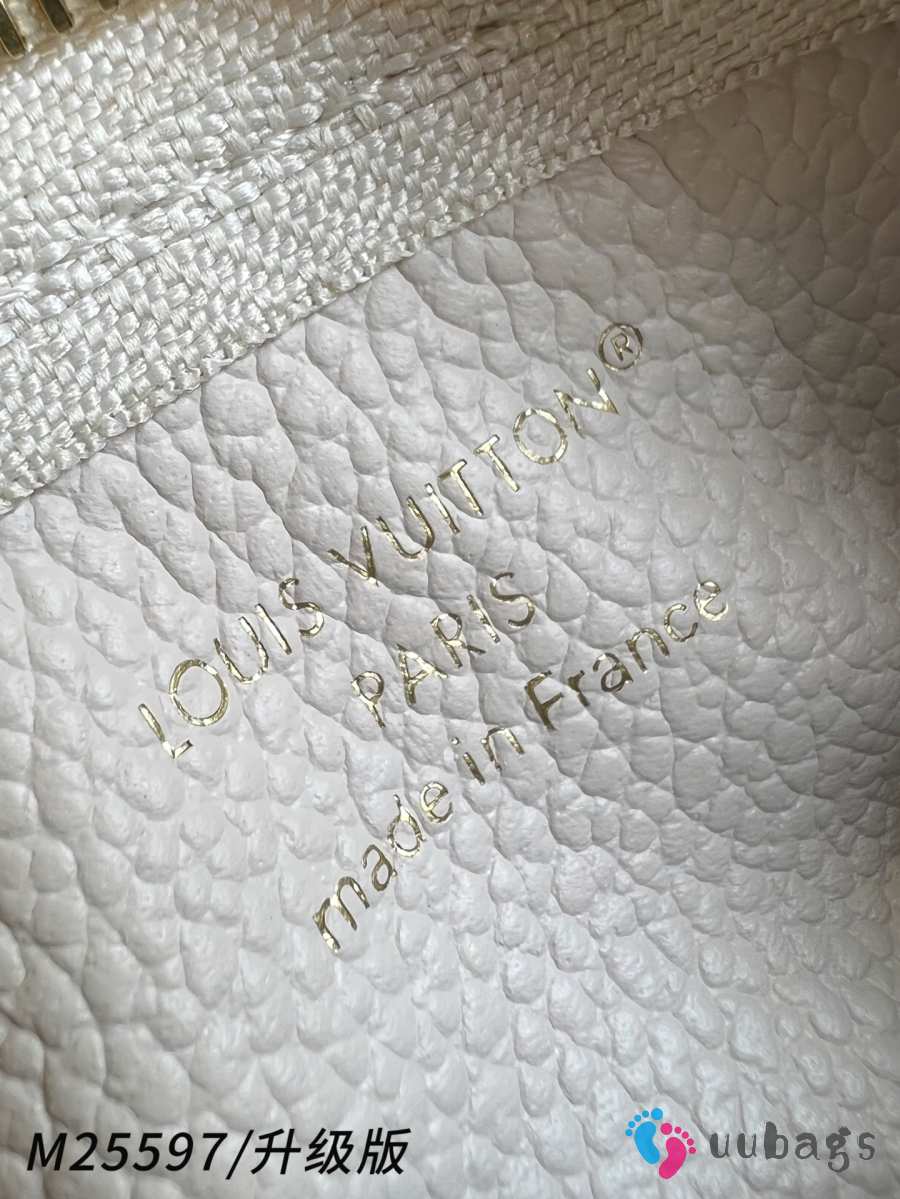 LOUIS VUITTON®
PARIS
made in France
M25597/升级版
uubags